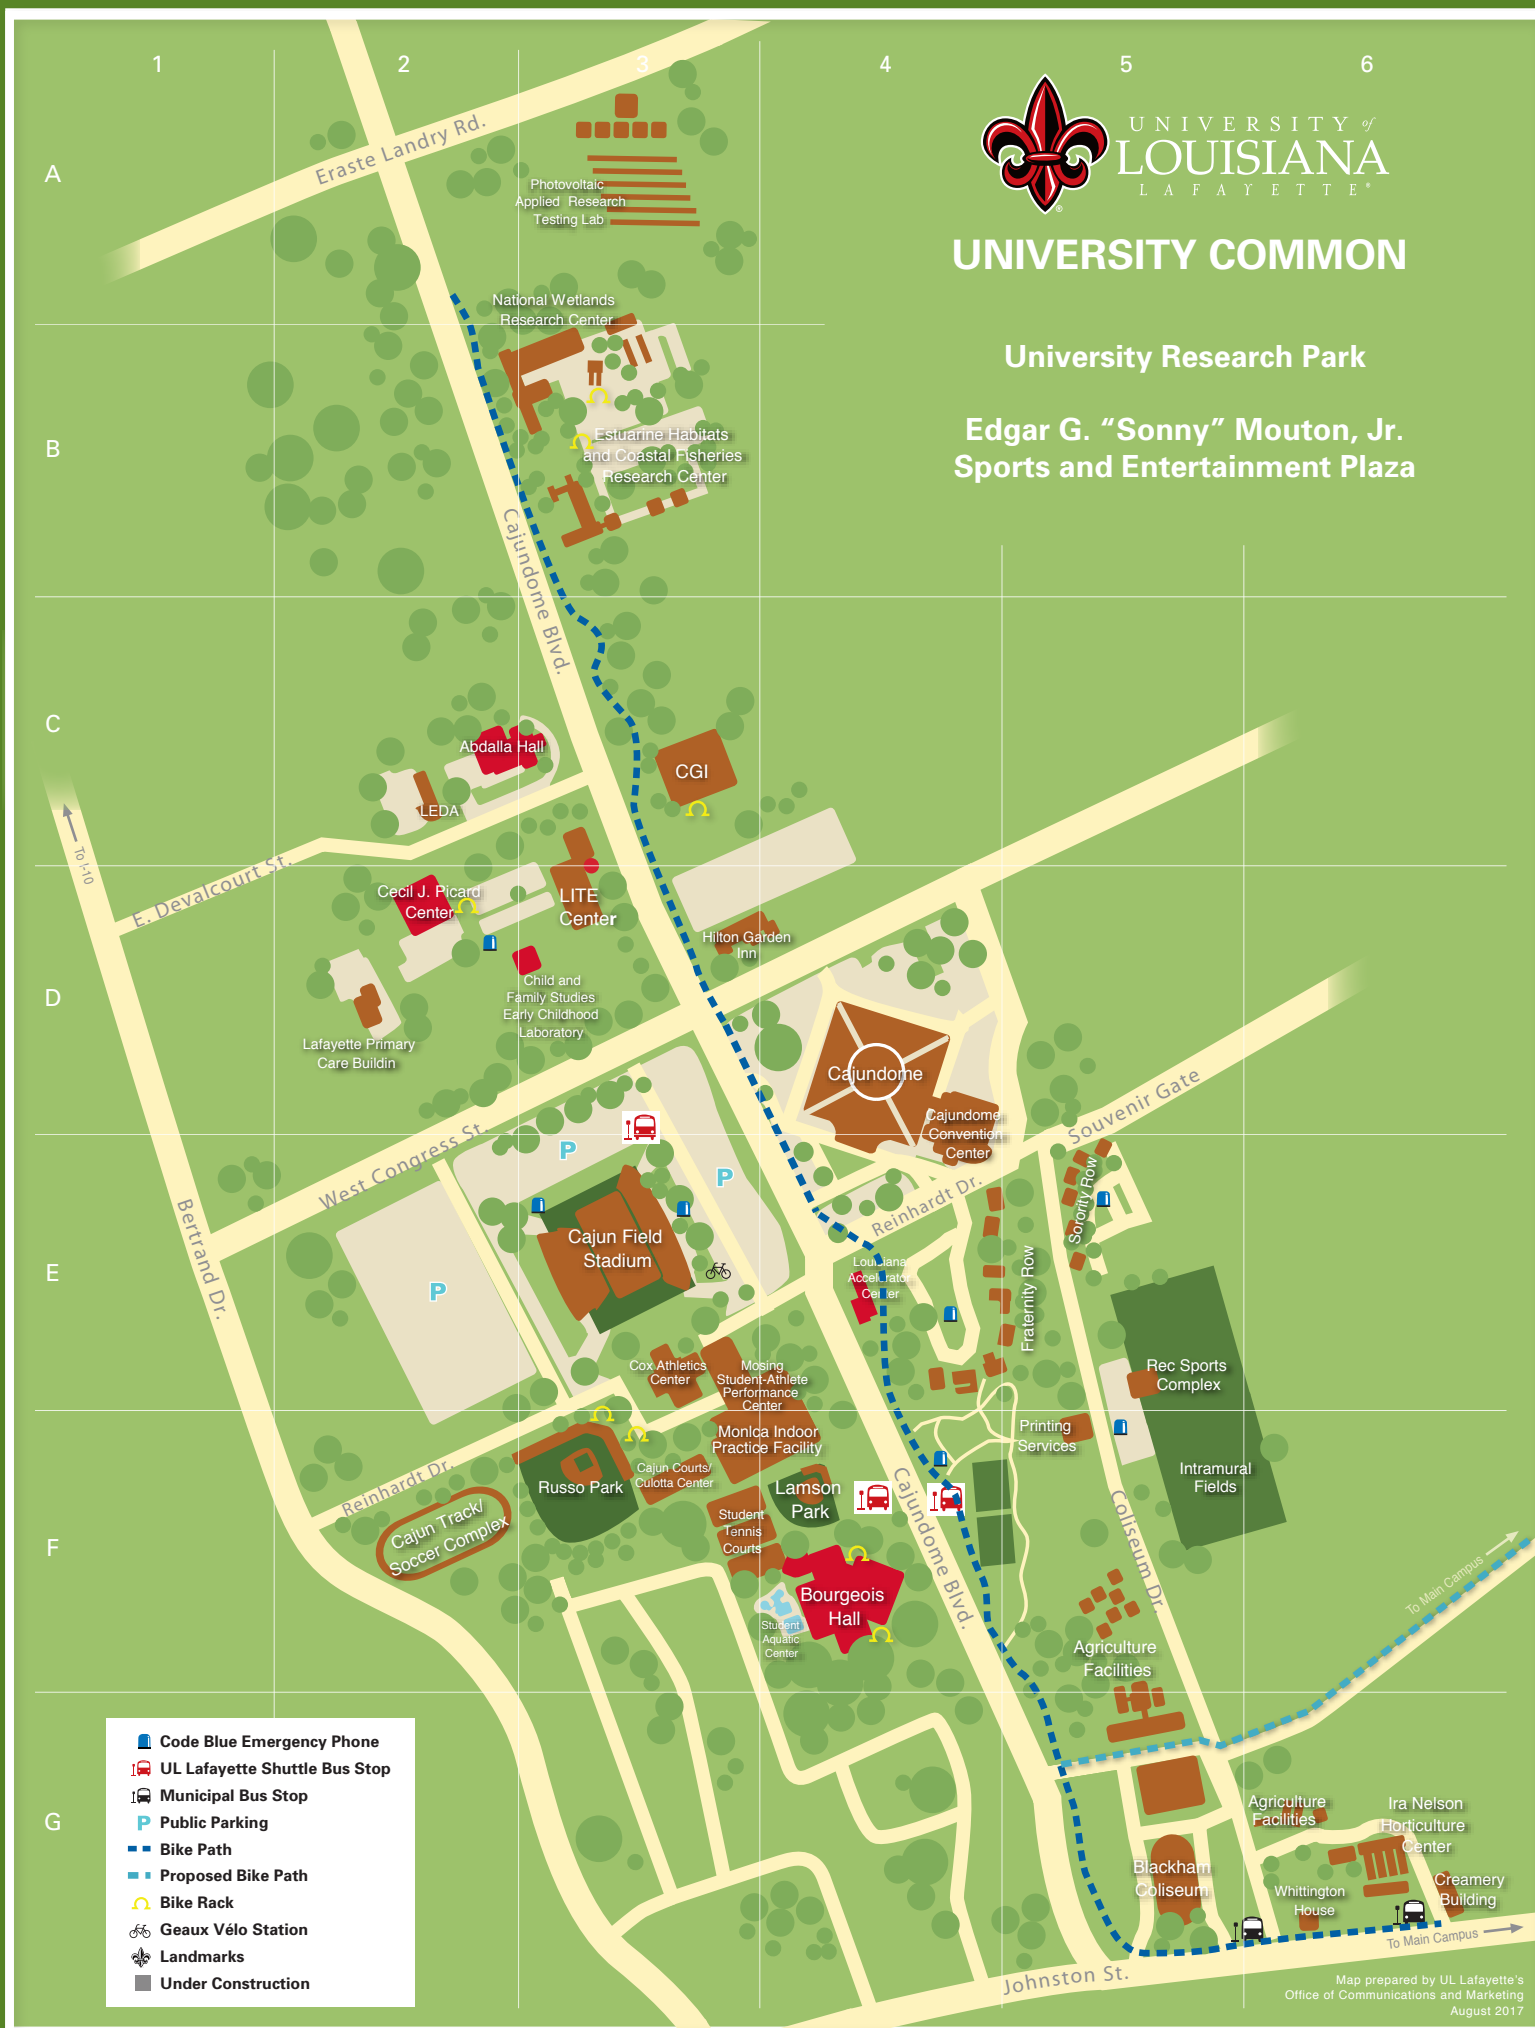 1
2
3
4
5
6
A
B
C
D
E
F
G
UNIVERSITY of
LOUISIANA
LAFAYETTE®
®
UNIVERSITY COMMON
University Research Park
Edgar G. “Sonny” Mouton, Jr.
Sports and Entertainment Plaza
Eraste Landry Rd.
Photovoltaic
Applied Research
Testing Lab
National Wetlands
Research Center
Estuarine Habitats
and Coastal Fisheries
Research Center
Cajundome Blvd.
Abdalla Hall
CGI
LEDA
To I-10
E. Devalcourt St.
Cecil J. Picard
Center
LITE
Center
Hilton Garden
Inn
Child and
Family Studies
Early Childhood
Laboratory
Lafayette Primary
Care Buildin
Cajundome
Cajundome
Convention
Center
Souvenir Gate
West Congress St.
P
P
P
Bertrand Dr.
Cajun Field
Stadium
Reinhardt Dr.
Sorority Row
Louisiana
Accelerator
Center
Fraternity Row
Cox Athletics
Center
Mosing
Student-Athlete
Performance
Center
Rec Sports
Complex
Monlca Indoor
Practice Facility
Printing
Services
Reinhardt Dr.
Russo Park
Cajun Courts/
Culotta Center
Lamson
Park
Intramural
Fields
Cajun Track/
Soccer Complex
Student
Tennis
Courts
Cajundome Blvd.
Coliseum Dr.
Bourgeois
Hall
Student
Aquatic
Center
To Main Campus
Agriculture
Facilities
Agriculture
Facilities
Ira Nelson
Horticulture
Center
Blackham
Coliseum
Whittington
House
Creamery
Building
Johnston St.
To Main Campus
Code Blue Emergency Phone
UL Lafayette Shuttle Bus Stop
Municipal Bus Stop
P Public Parking
Bike Path
Proposed Bike Path
Bike Rack
Geaux Vélo Station
Landmarks
Under Construction
Map prepared by UL Lafayette’s
Office of Communications and Marketing
August 2017